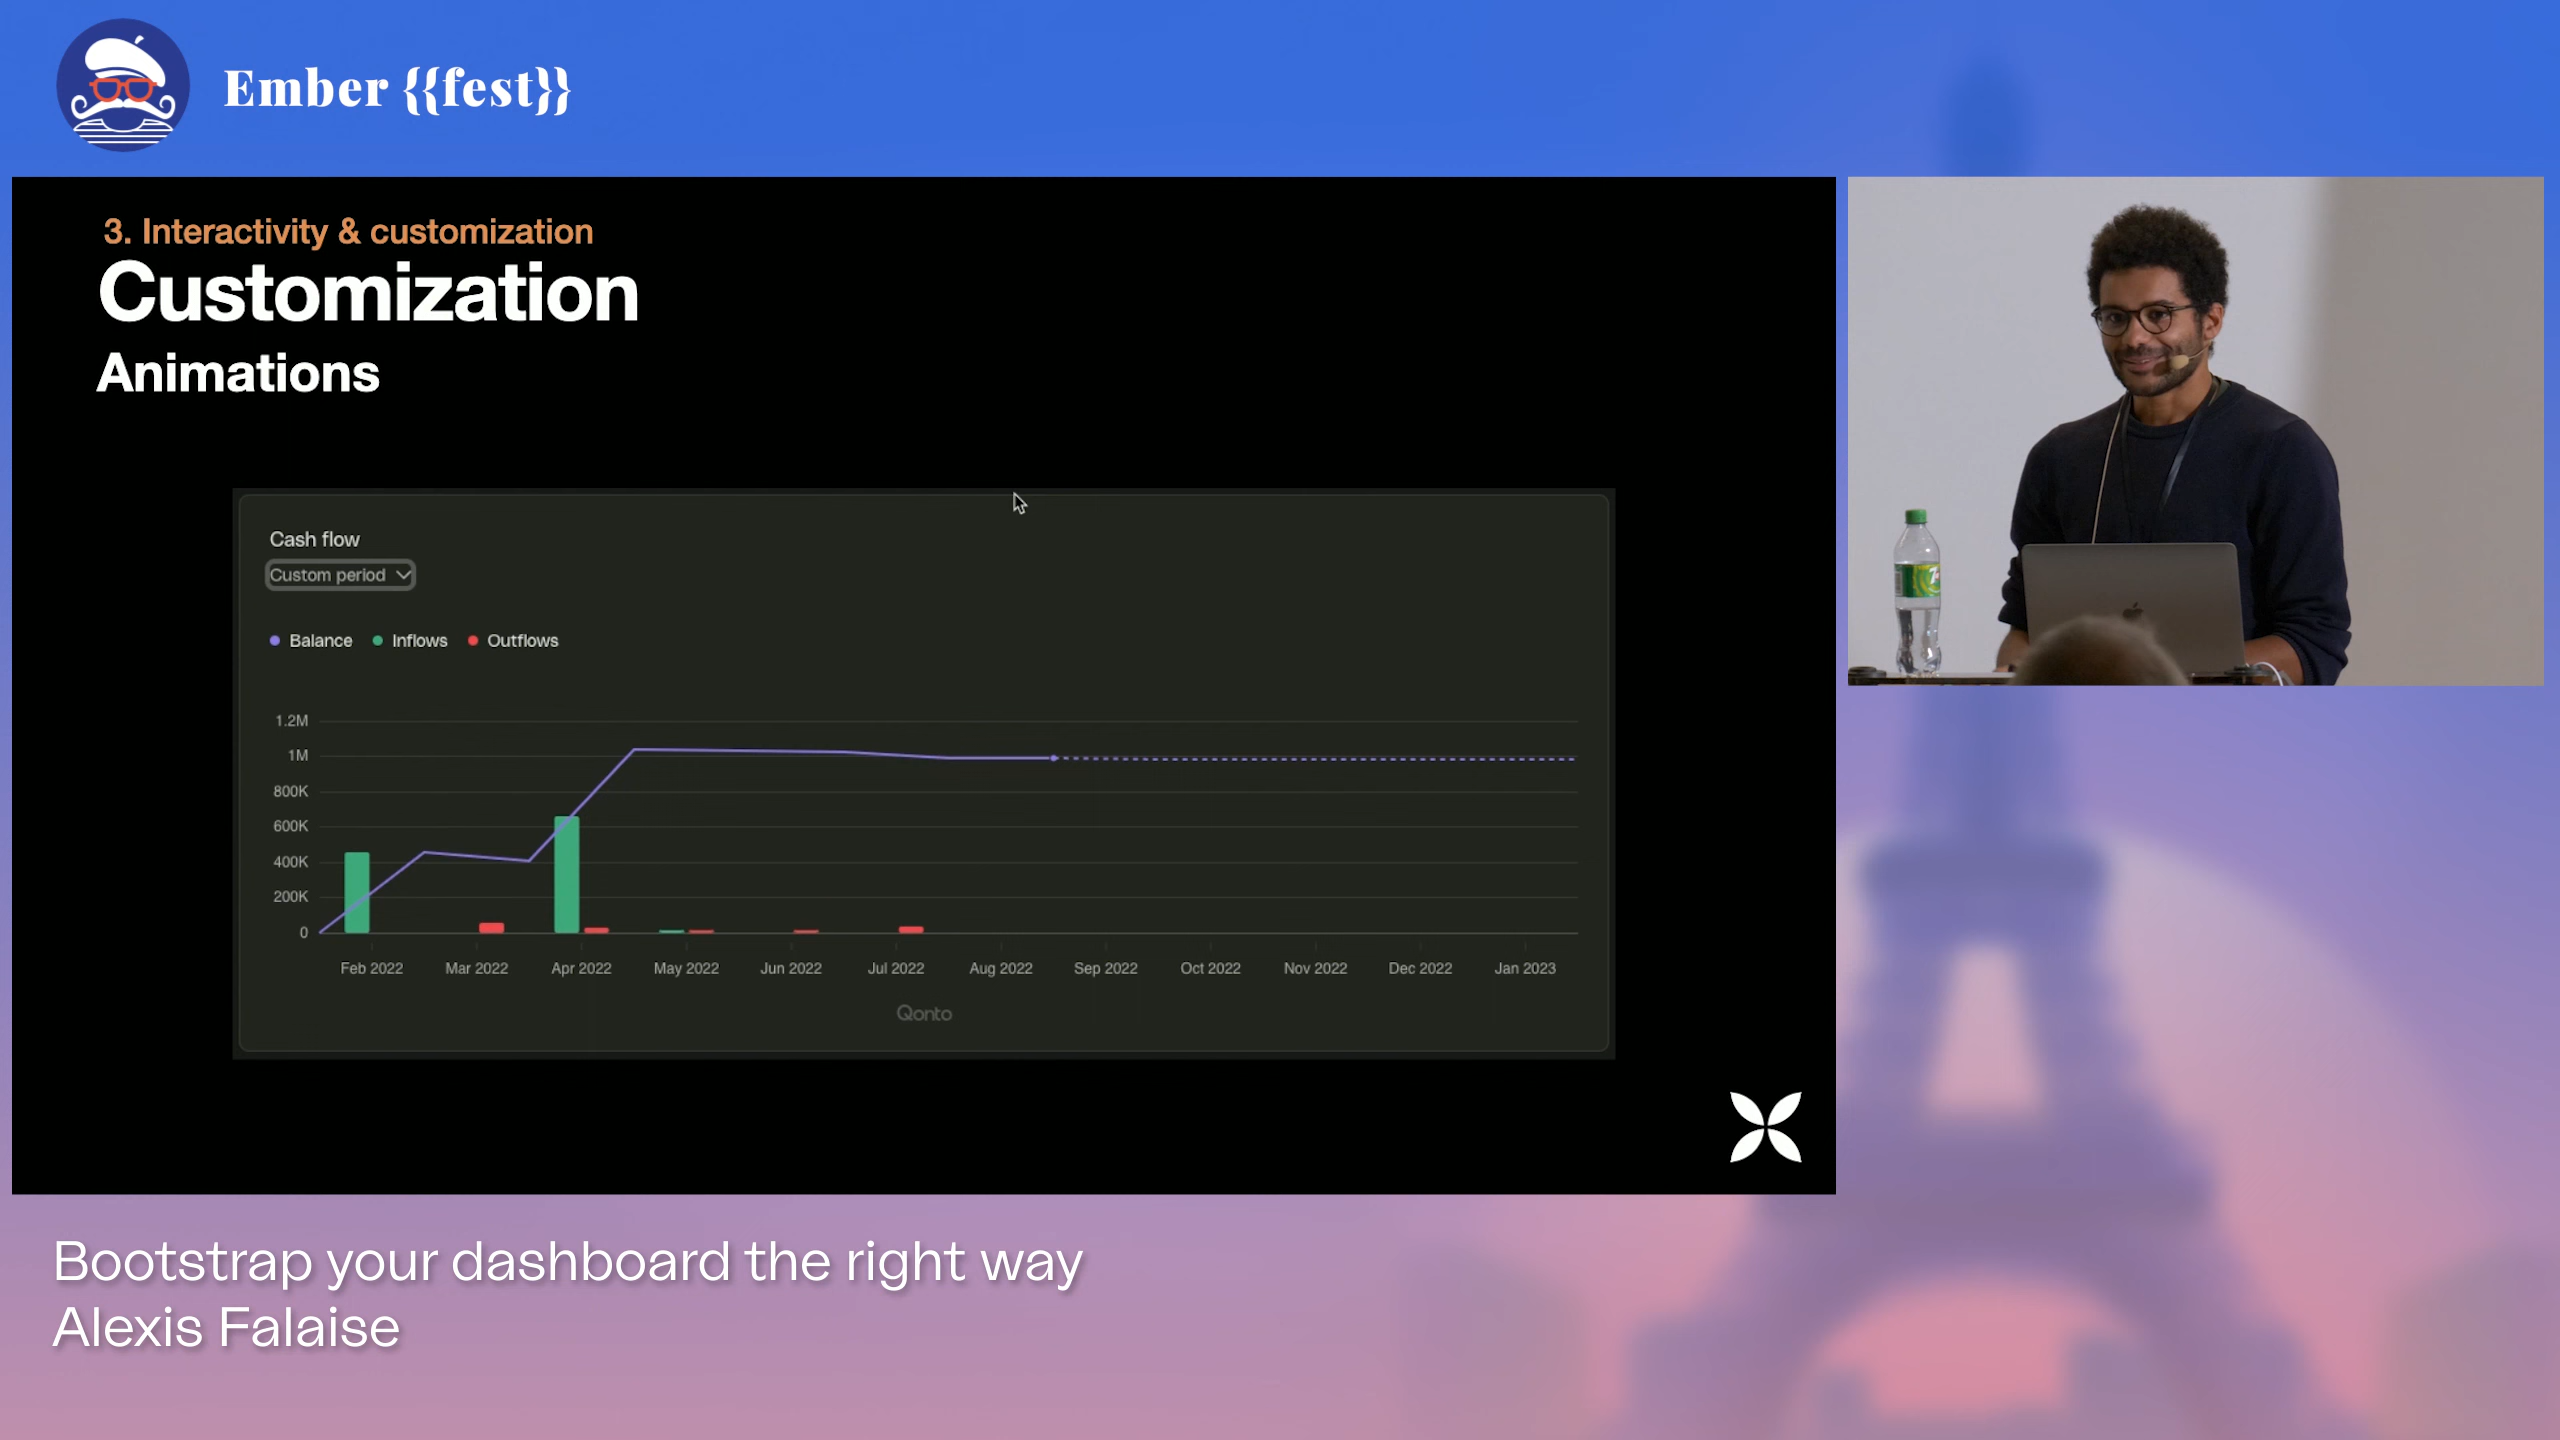 Ember {{fest}}
3. Interactivity & customization
Customization
Animations
Cash flow
Custom period
Balance Inflows Outflows
1.2M
1M
800K
600K
400K
200K
0
Feb 2022 Mar 2022 Apr 2022 May 2022 Jun 2022 Jul 2022 Aug 2022 Sep 2022 Oct 2022 Nov 2022 Dec 2022 Jan 2023
Qonto
Bootstrap your dashboard the right way
Alexis Falaise